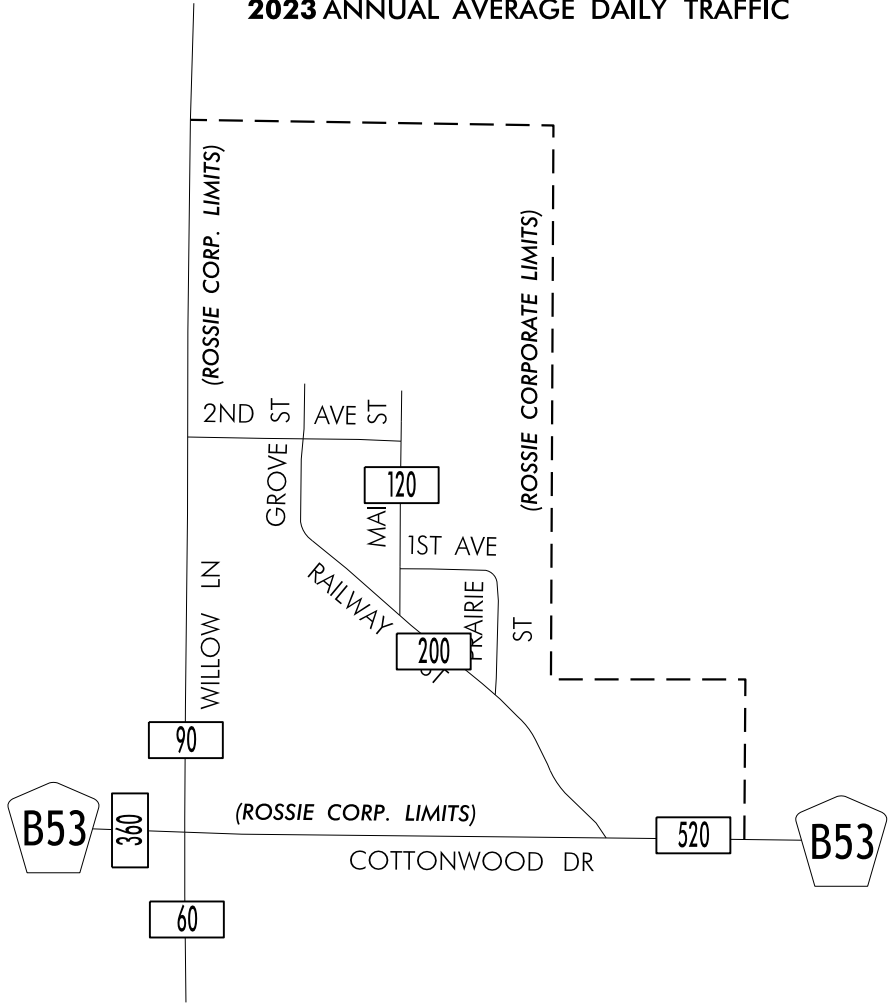 2023 ANNUAL AVERAGE DAILY TRAFFIC
(ROSSIE CORP. LIMITS)
(ROSSIE CORPORATE LIMITS)
2ND AVE
GROVE ST
ST
120
MAI
1ST AVE
RAILWAY ST
200
PRAIRIE ST
WILLOW LN
90
B53
360
(ROSSIE CORP. LIMITS)
520
B53
COTTONWOOD DR
60